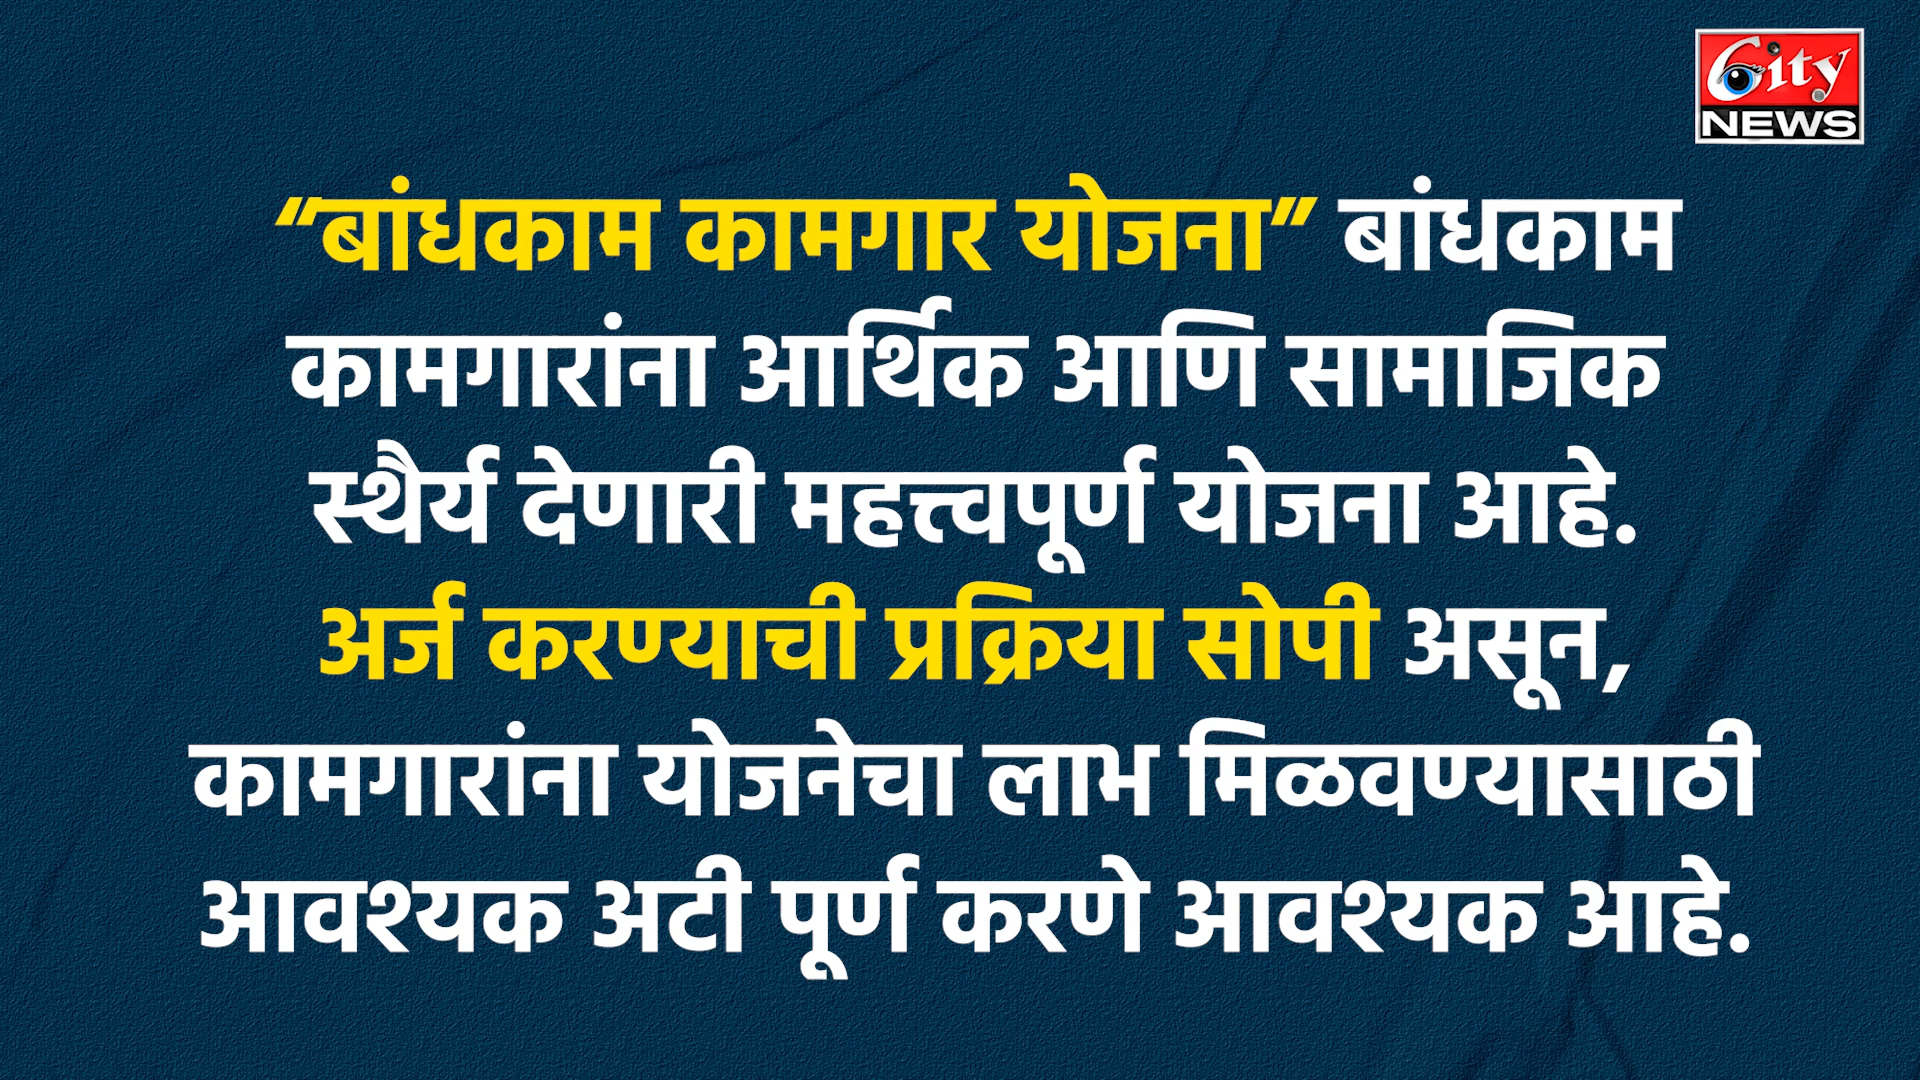 City
NEWS
“बांधकाम कामगार योजना” बांधकाम
कामगारांना आर्थिक आणि सामाजिक
स्थैर्य देणारी महत्त्वपूर्ण योजना आहे.
अर्ज करण्याची प्रक्रिया सोपी असून,
कामगारांना योजनेचा लाभ मिळवण्यासाठी
आवश्यक अटी पूर्ण करणे आवश्यक आहे.